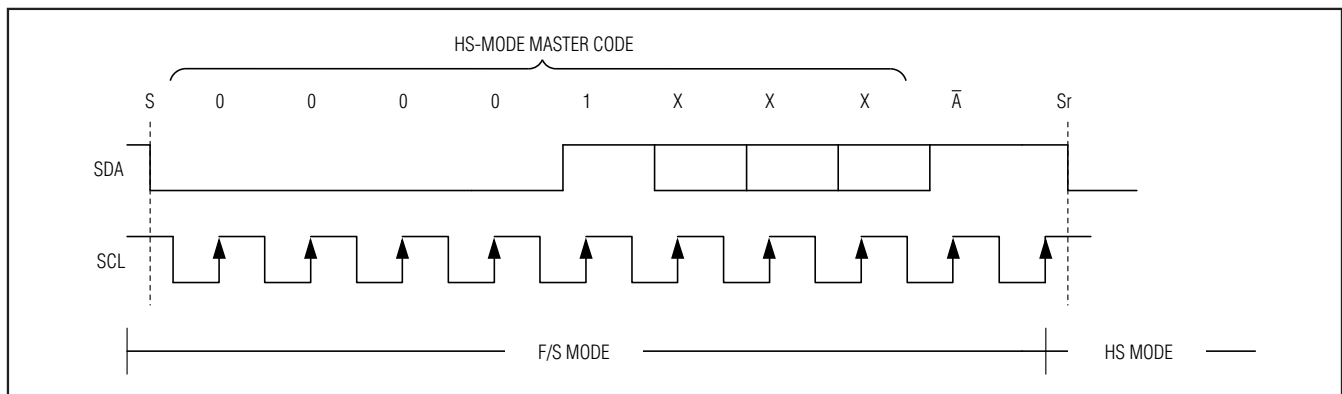 HS-MODE MASTER CODE
S 0 0 0 0 1 X X X A̅ Sr
SDA
SCL
F/S MODE HS MODE